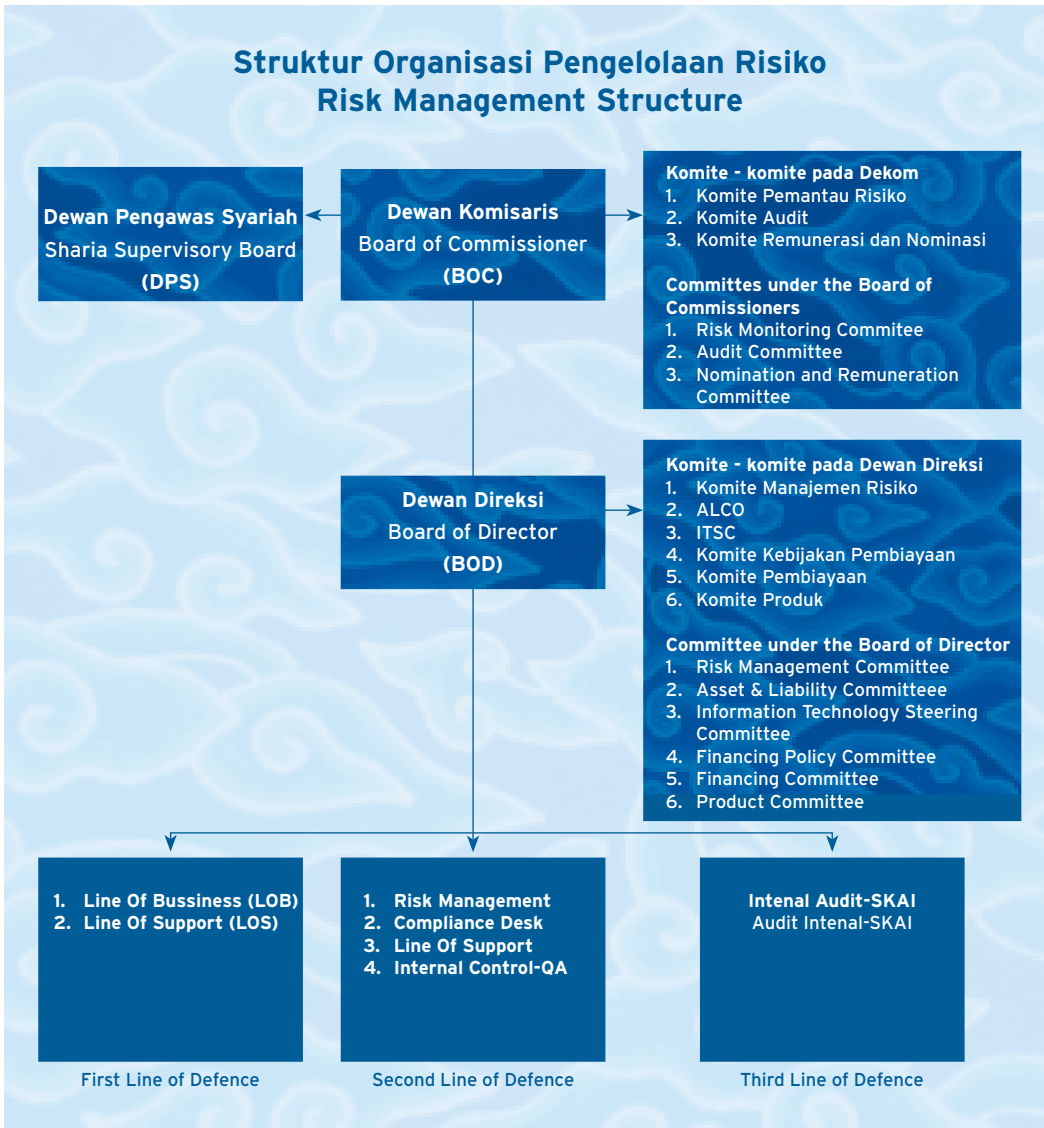 Struktur Organisasi Pengelolaan Risiko
Risk Management Structure
Dewan Pengawas Syariah
Sharia Supervisory Board
(DPS)
Dewan Komisaris
Board of Commissioner
(BOC)
Komite - komite pada Dekom
1. Komite Pemantau Risiko
2. Komite Audit
3. Komite Remunerasi dan Nominasi
Committes under the Board of
Commissioners
1. Risk Monitoring Commitee
2. Audit Committee
3. Nomination and Remuneration
Committee
Dewan Direksi
Board of Director
(BOD)
Komite - komite pada Dewan Direksi
1. Komite Manajemen Risiko
2. ALCO
3. ITSC
4. Komite Kebijakan Pembiayaan
5. Komite Pembiayaan
6. Komite Produk
Committee under the Board of Director
1. Risk Management Committee
2. Asset & Liability Committeee
3. Information Technology Steering
Committee
4. Financing Policy Committee
5. Financing Committee
6. Product Committee
1. Line Of Bussiness (LOB)
2. Line Of Support (LOS)
First Line of Defence
1. Risk Management
2. Compliance Desk
3. Line Of Support
4. Internal Control-QA
Second Line of Defence
Intenal Audit-SKAI
Audit Intenal-SKAI
Third Line of Defence